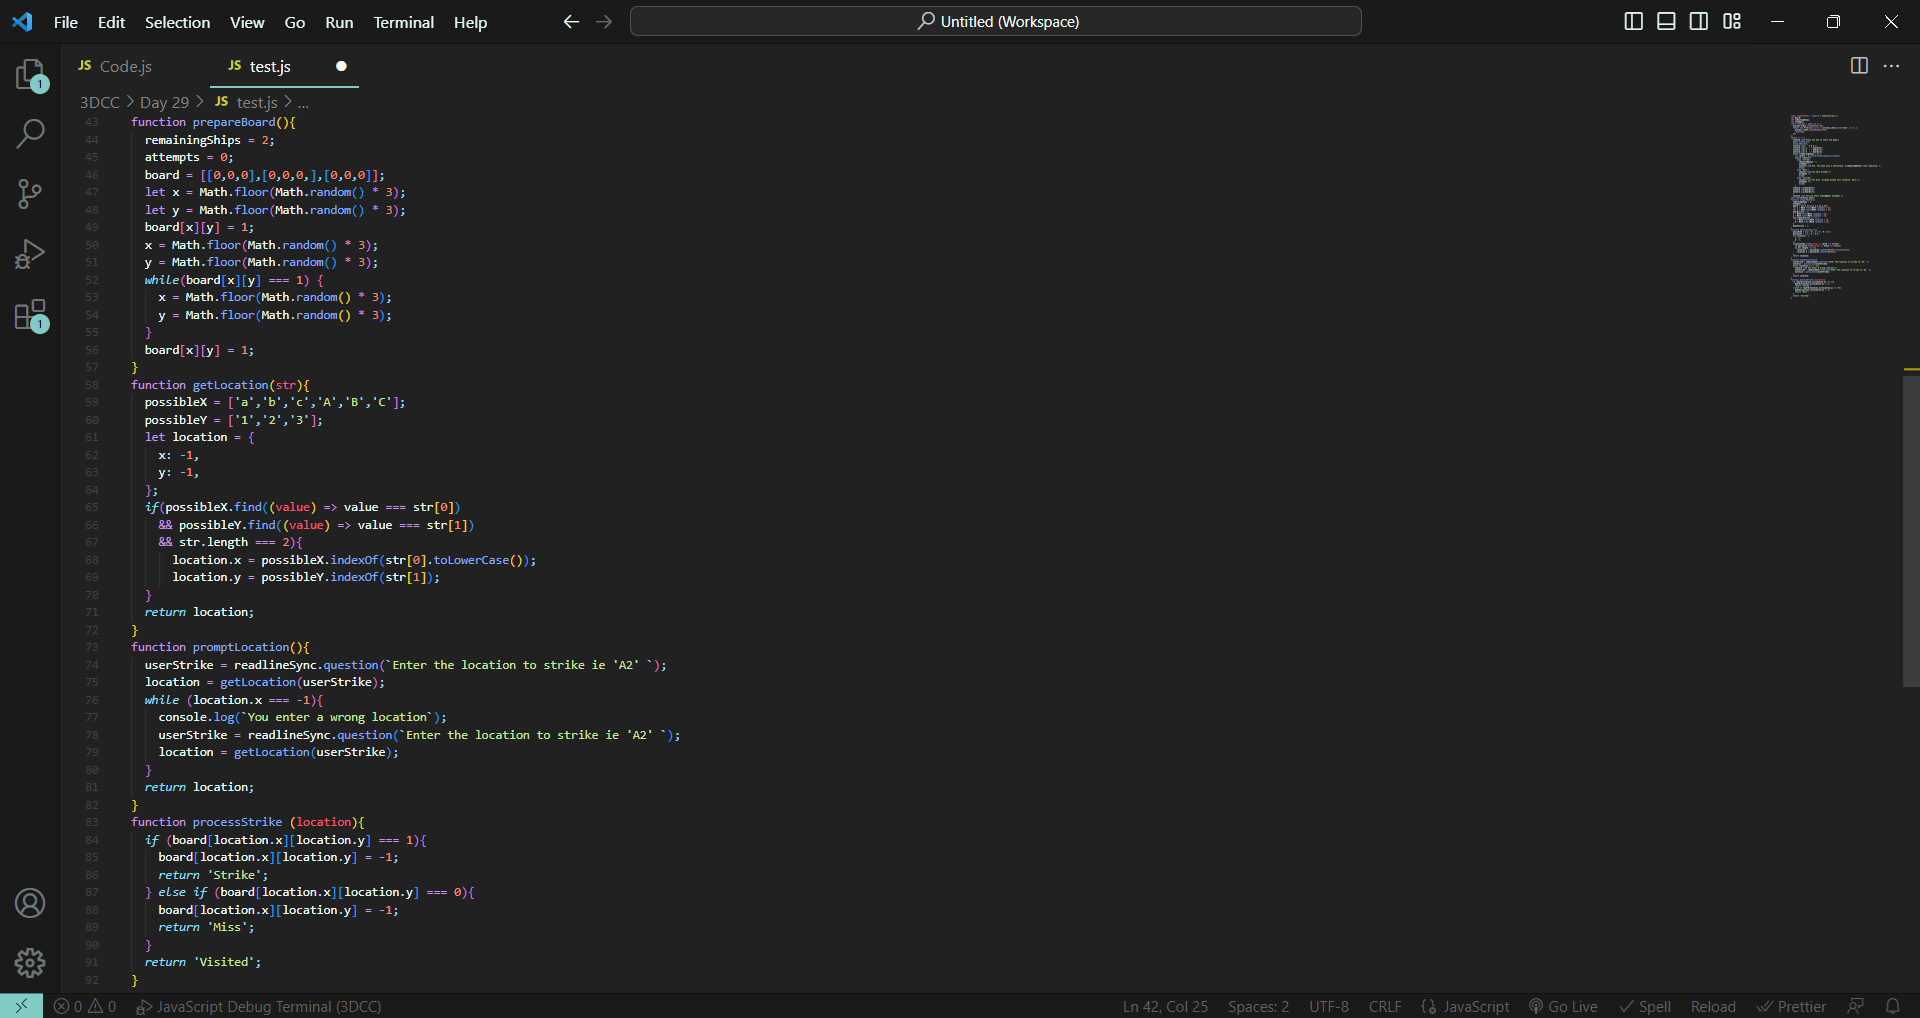 File Edit Selection View Go Run Terminal Help Untitled (Workspace)
JS Code.js JS test.js
3DCC > Day 29 > JS test.js > ...
43 function prepareBoard(){
44 remainingShips = 2;
45 attempts = 0;
46 board = [[0,0,0],[0,0,0,],[0,0,0]];
47 let x = Math.floor(Math.random() * 3);
48 let y = Math.floor(Math.random() * 3);
49 board[x][y] = 1;
50 x = Math.floor(Math.random() * 3);
51 y = Math.floor(Math.random() * 3);
52 while(board[x][y] === 1) {
53 x = Math.floor(Math.random() * 3);
54 y = Math.floor(Math.random() * 3);
55 }
56 board[x][y] = 1;
57 }
58 function getLocation(str){
59 possibleX = ['a','b','c','A','B','C'];
60 possibleY = ['1','2','3'];
61 let location = {
62 x: -1,
63 y: -1,
64 };
65 if(possibleX.find((value) => value === str[0])
66 && possibleY.find((value) => value === str[1])
67 && str.length === 2){
68 location.x = possibleX.indexOf(str[0].toLowerCase());
69 location.y = possibleY.indexOf(str[1]);
70 }
71 return location;
72 }
73 function promptLocation(){
74 userStrike = readlineSync.question(`Enter the location to strike ie 'A2' `);
75 location = getLocation(userStrike);
76 while (location.x === -1){
77 console.log(`You enter a wrong location`);
78 userStrike = readlineSync.question(`Enter the location to strike ie 'A2' `);
79 location = getLocation(userStrike);
80 }
81 return location;
82 }
83 function processStrike (location){
84 if (board[location.x][location.y] === 1){
85 board[location.x][location.y] = -1;
86 return 'Strike';
87 } else if (board[location.x][location.y] === 0){
88 board[location.x][location.y] = -1;
89 return 'Miss';
90 }
91 return 'Visited';
92 }
1
1
0 0 JavaScript Debug Terminal (3DCC) Ln 42, Col 25 Spaces: 2 UTF-8 CRLF {} JavaScript Go Live Spell Reload Prettier